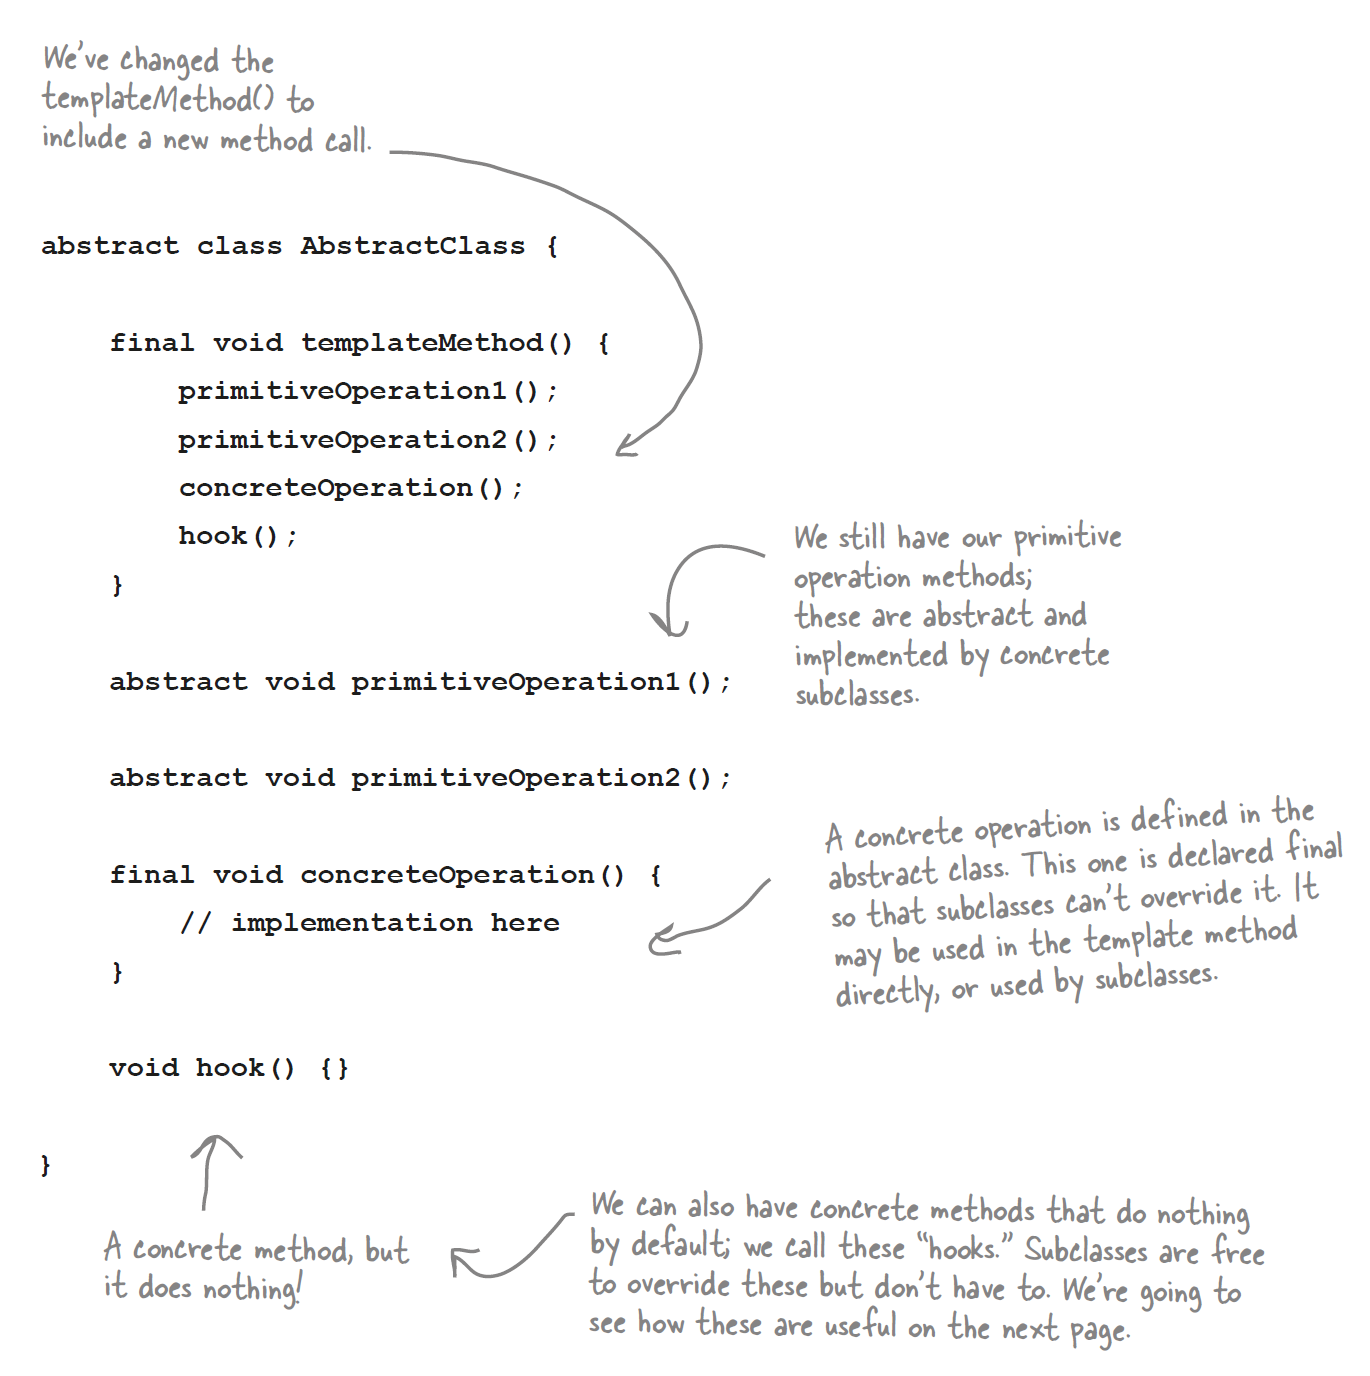 We've changed the
templateMethod() to
include a new method call.
abstract class AbstractClass {
final void templateMethod() {
primitiveOperation1();
primitiveOperation2();
concreteOperation();
hook();
}
We still have our primitive
operation methods;
these are abstract and
implemented by concrete
subclasses.
abstract void primitiveOperation1();
abstract void primitiveOperation2();
A concrete operation is defined in the
abstract class. This one is declared final
so that subclasses can't override it. It
may be used in the template method
directly, or used by subclasses.
final void concreteOperation() {
// implementation here
}
void hook() {}
}
A concrete method, but
it does nothing!
We can also have concrete methods that do nothing
by default; we call these “hooks.” Subclasses are free
to override these but don't have to. We're going to
see how these are useful on the next page.